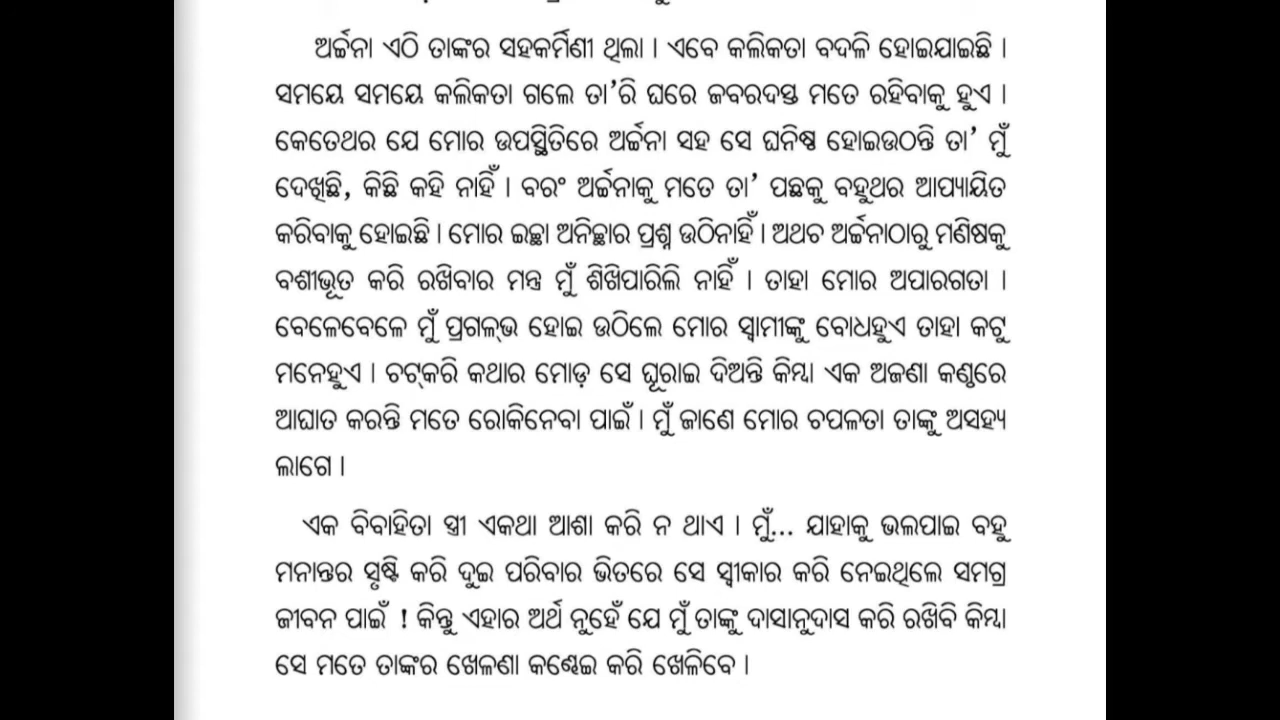 ଅର୍ଚ୍ଚନା ଏଠି ତାଙ୍କର ସହକର୍ମିଣୀ ଥିଲା । ଏବେ କଲିକତା ବଦଳି ହୋଇଯାଇଛି ।
ସମୟେ ସମୟେ କଲିକତା ଗଲେ ତା’ରି ଘରେ ଜବରଦସ୍ତ ମତେ ରହିବାକୁ ହୁଏ ।
କେତେଥର ଯେ ମୋର ଉପସ୍ଥିତିରେ ଅର୍ଚ୍ଚନା ସହ ସେ ଘନିଷ୍ଠ ହୋଇଉଠନ୍ତି ତା’ ମୁଁ
ଦେଖିଛି, କିଛି କହି ନାହିଁ । ବରଂ ଅର୍ଚ୍ଚନାକୁ ମତେ ତା’ ପଛକୁ ବହୁଥର ଆପ୍ୟାୟିତ
କରିବାକୁ ହୋଇଛି । ମୋର ଇଚ୍ଛା ଅନିଚ୍ଛାର ପ୍ରଶ୍ନ ଉଠିନାହିଁ । ଅଥଚ ଅର୍ଚ୍ଚନାଠାରୁ ମଣିଷକୁ
ବଶୀଭୂତ କରି ରଖିବାର ମନ୍ତ୍ର ମୁଁ ଶିଖିପାରିଲି ନାହିଁ । ତାହା ମୋର ଅପାରଗତା ।
ବେଳେବେଳେ ମୁଁ ପ୍ରଗଳ୍‌ଭ ହୋଇ ଉଠିଲେ ମୋର ସ୍ୱାମୀଙ୍କୁ ବୋଧହୁଏ ତାହା କଟୁ
ମନେହୁଏ । ଚଟ୍‌କରି କଥାର ମୋଡ଼ ସେ ଘୂରାଇ ଦିଅନ୍ତି କିମ୍ବା ଏକ ଅଜଣା କଣ୍ଠରେ
ଆଘାତ କରନ୍ତି ମତେ ରୋକିନେବା ପାଇଁ । ମୁଁ ଜାଣେ ମୋର ଚପଳତା ତାଙ୍କୁ ଅସହ୍ୟ
ଲାଗେ ।
ଏକ ବିବାହିତା ସ୍ତ୍ରୀ ଏକଥା ଆଶା କରି ନ ଥାଏ । ମୁଁ... ଯାହାକୁ ଭଲପାଇ ବହୁ
ମନାନ୍ତର ସୃଷ୍ଟି କରି ଦୁଇ ପରିବାର ଭିତରେ ସେ ସ୍ୱୀକାର କରି ନେଇଥିଲେ ସମଗ୍ର
ଜୀବନ ପାଇଁ ! କିନ୍ତୁ ଏହାର ଅର୍ଥ ନୁହେଁ ଯେ ମୁଁ ତାଙ୍କୁ ଦାସାନୁଦାସ କରି ରଖିବି କିମ୍ବା
ସେ ମତେ ତାଙ୍କର ଖେଳଣା କଣ୍ଢେଇ କରି ଖେଳିବେ ।